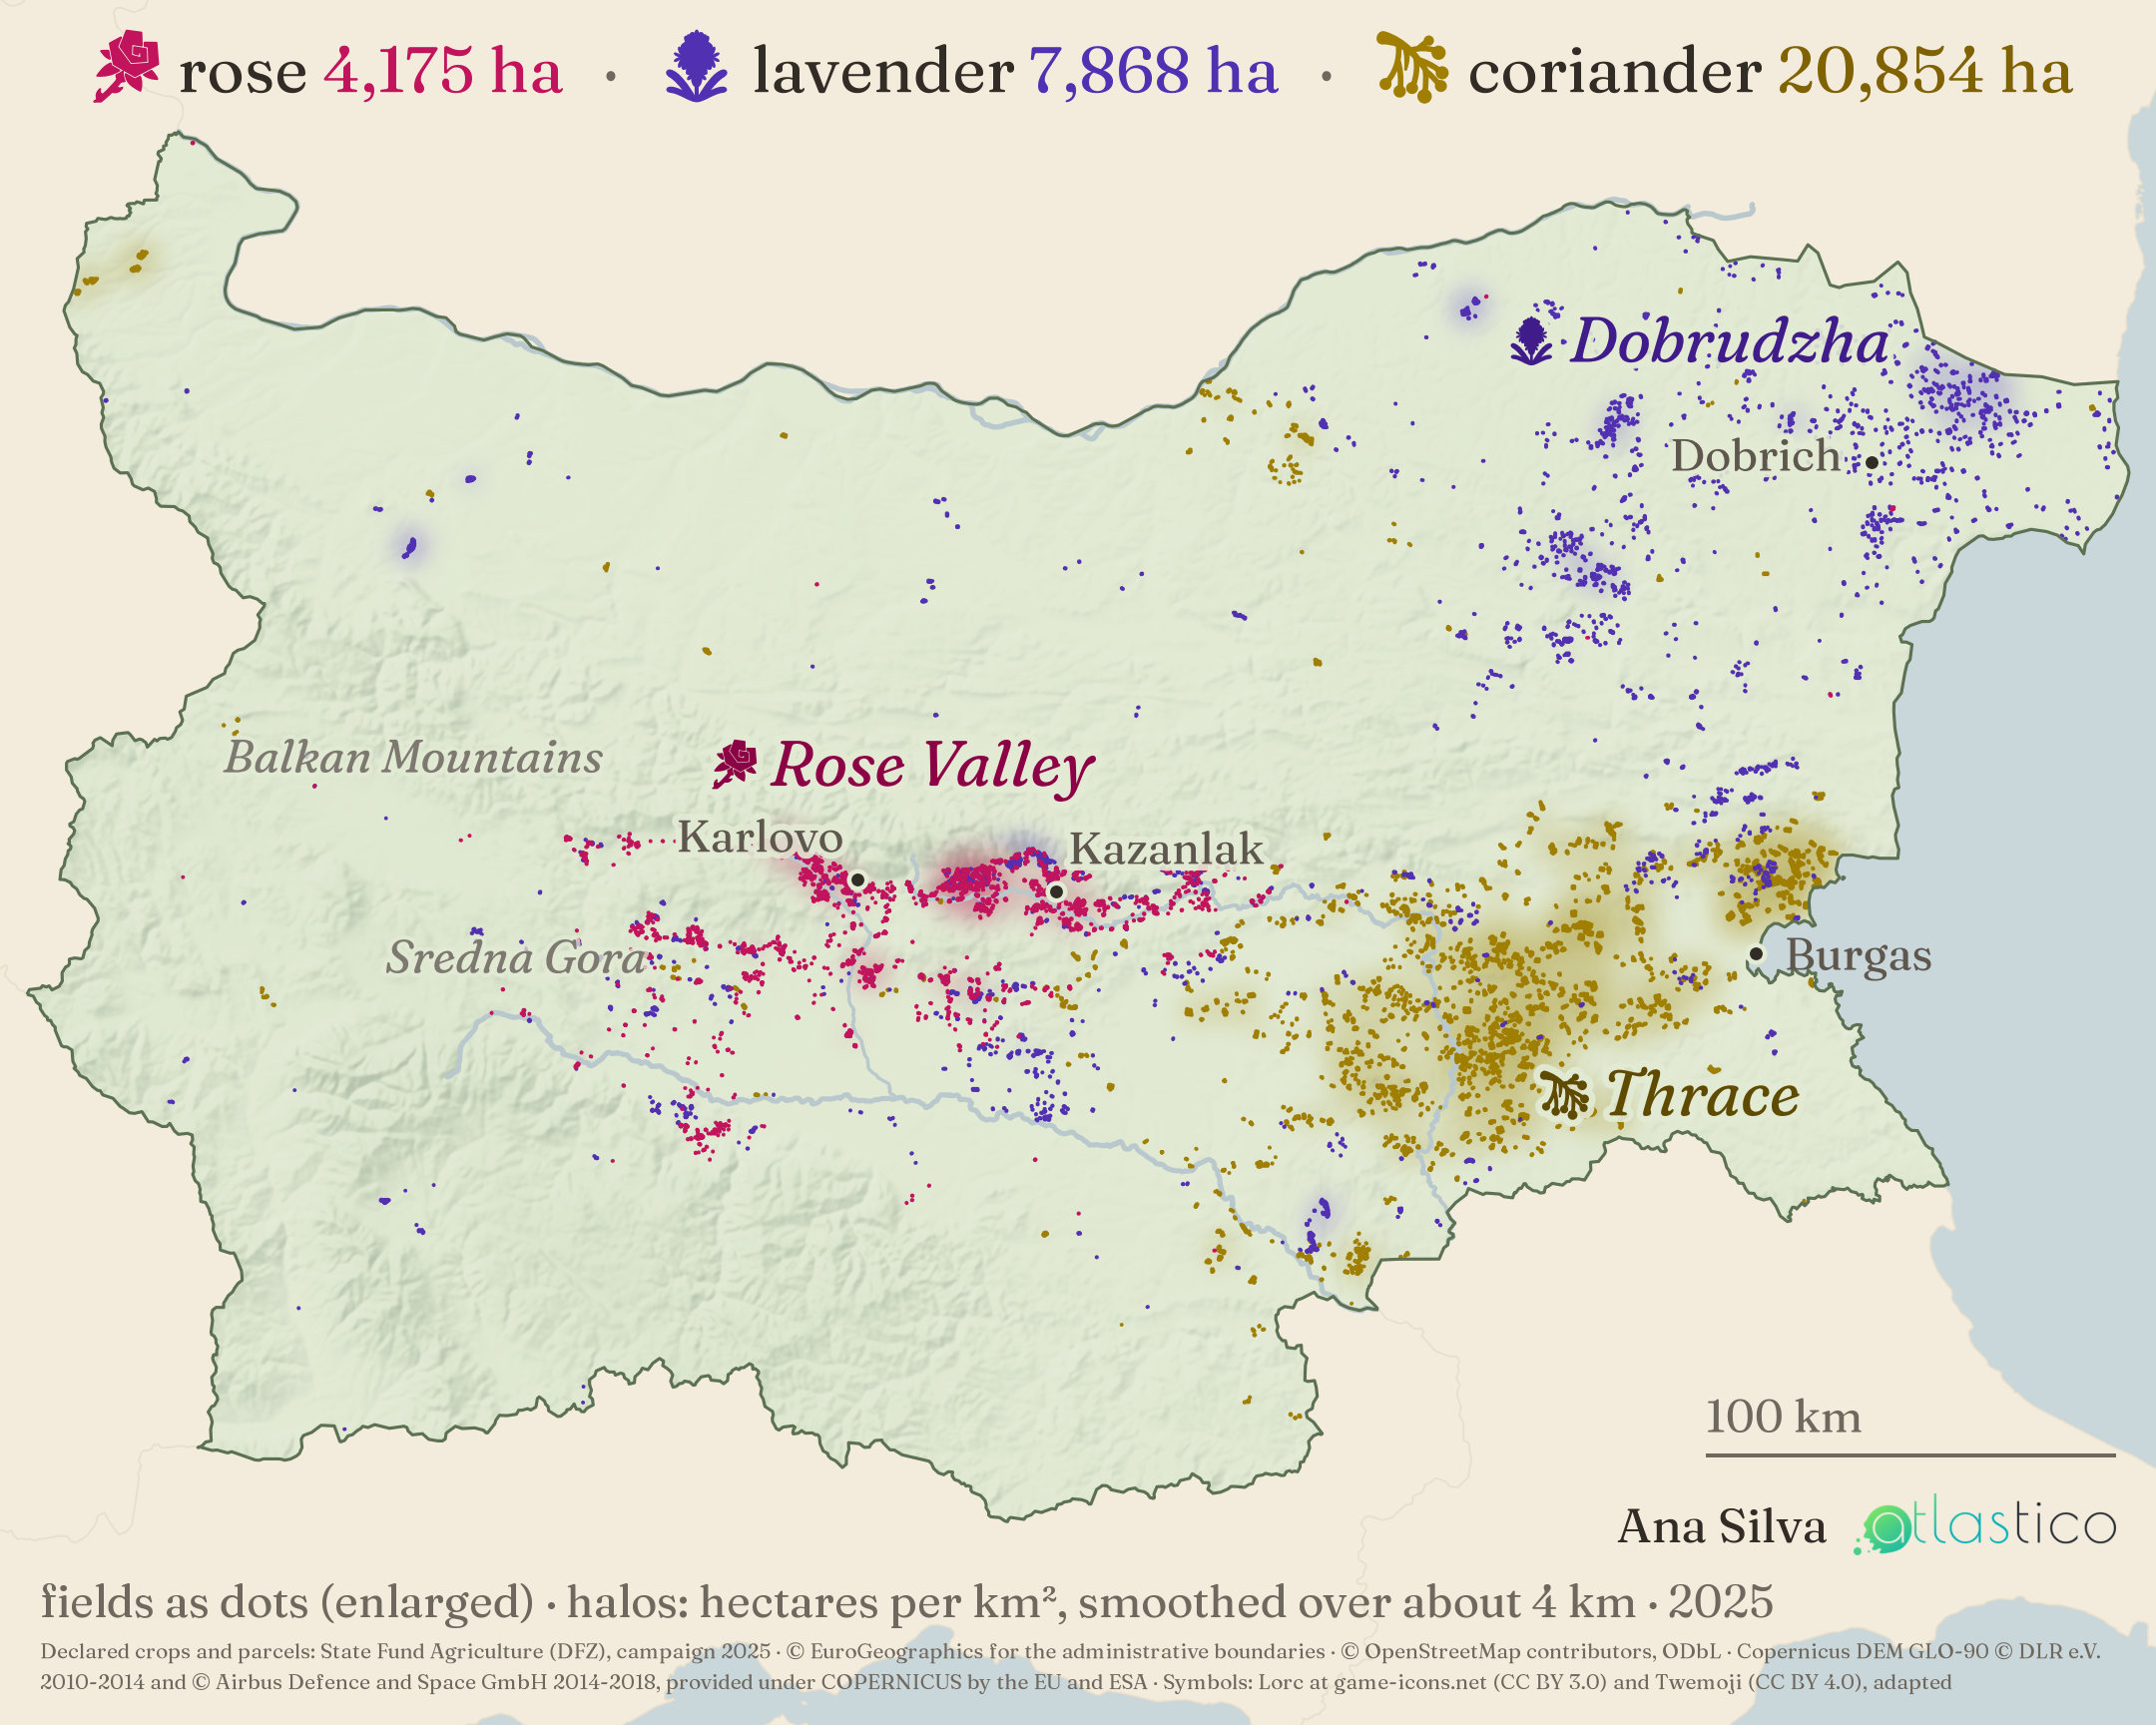 rose 4,175 ha · lavender 7,868 ha · coriander 20,854 ha
Dobrudzha
Dobrich
Balkan Mountains
Rose Valley
Karlovo
Kazanlak
Sredna Gora
Burgas
Thrace
100 km
Ana Silva atlastico
fields as dots (enlarged) · halos: hectares per km², smoothed over about 4 km · 2025
Declared crops and parcels: State Fund Agriculture (DFZ), campaign 2025 · © EuroGeographics for the administrative boundaries · © OpenStreetMap contributors, ODbL · Copernicus DEM GLO-90 © DLR e.V.
2010-2014 and © Airbus Defence and Space GmbH 2014-2018, provided under COPERNICUS by the EU and ESA · Symbols: Lorc at game-icons.net (CC BY 3.0) and Twemoji (CC BY 4.0), adapted